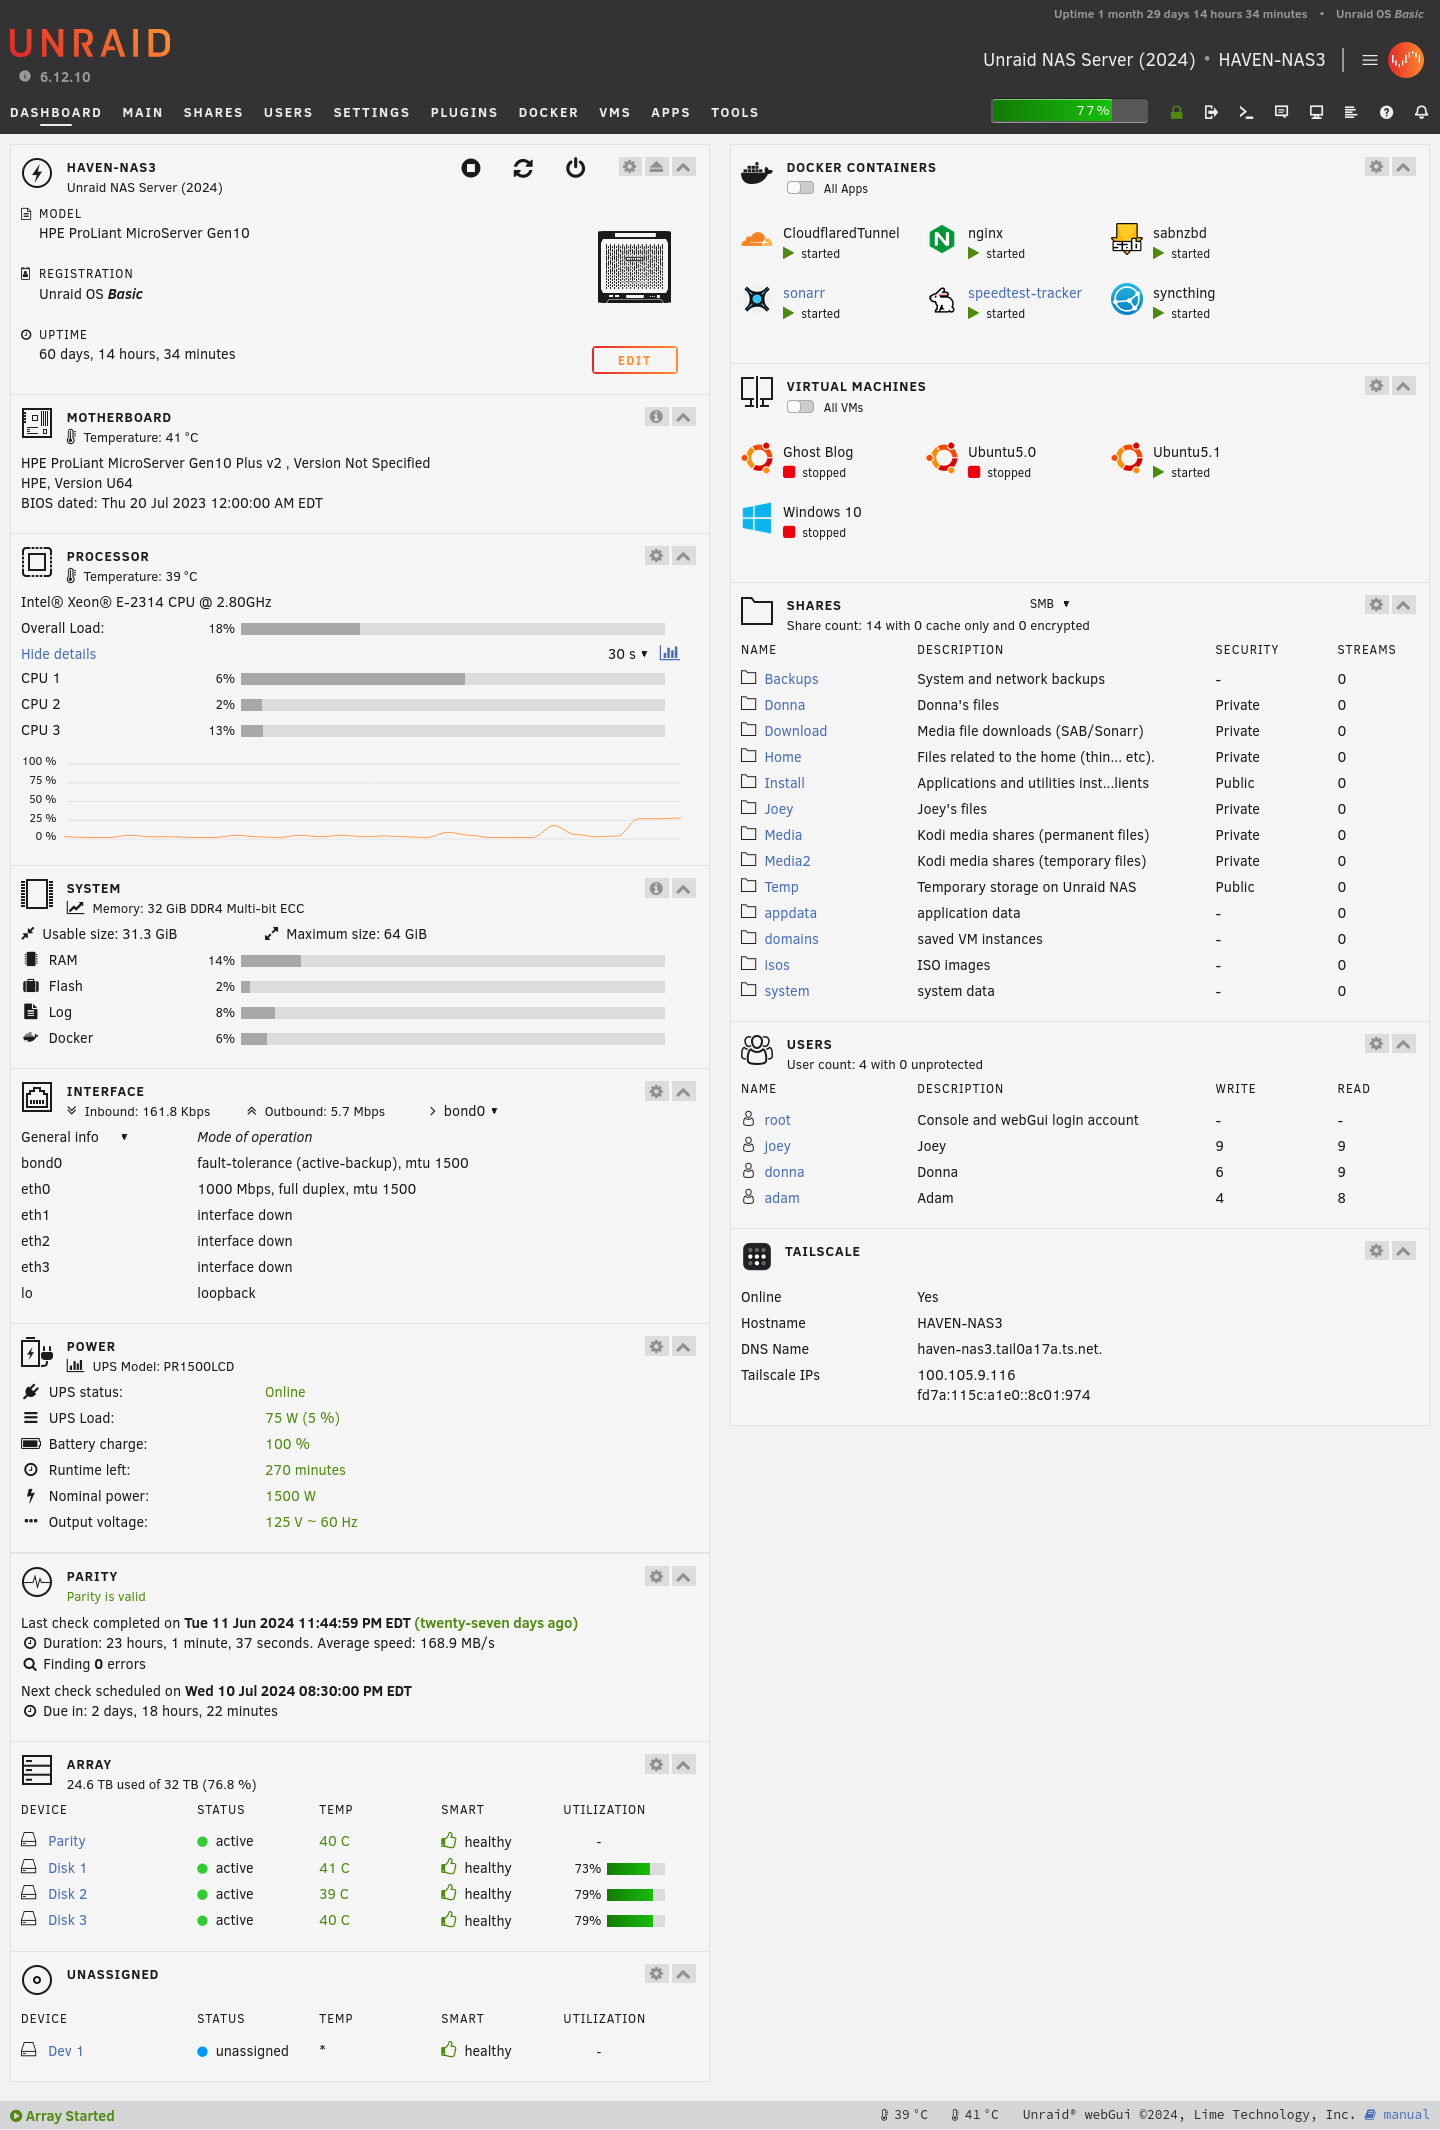 Uptime 1 month 29 days 14 hours 34 minutes • Unraid OS Basic
UNRAID
6.12.10
Unraid NAS Server (2024) • HAVEN-NAS3
DASHBOARD MAIN SHARES USERS SETTINGS PLUGINS DOCKER VMS APPS TOOLS
77%
HAVEN-NAS3
Unraid NAS Server (2024)
MODEL
HPE ProLiant MicroServer Gen10
REGISTRATION
Unraid OS Basic
UPTIME
60 days, 14 hours, 34 minutes
EDIT
MOTHERBOARD
Temperature: 41 °C
HPE ProLiant MicroServer Gen10 Plus v2 , Version Not Specified
HPE, Version U64
BIOS dated: Thu 20 Jul 2023 12:00:00 AM EDT
PROCESSOR
Temperature: 39 °C
Intel® Xeon® E-2314 CPU @ 2.80GHz
Overall Load: 18%
Hide details 30 s
CPU 1 6%
CPU 2 2%
CPU 3 13%
100 %
75 %
50 %
25 %
0 %
SYSTEM
Memory: 32 GiB DDR4 Multi-bit ECC
Usable size: 31.3 GiB Maximum size: 64 GiB
RAM 14%
Flash 2%
Log 8%
Docker 6%
INTERFACE
Inbound: 161.8 Kbps Outbound: 5.7 Mbps bond0
General info Mode of operation
bond0 fault-tolerance (active-backup), mtu 1500
eth0 1000 Mbps, full duplex, mtu 1500
eth1 interface down
eth2 interface down
eth3 interface down
lo loopback
POWER
UPS Model: PR1500LCD
UPS status: Online
UPS Load: 75 W (5 %)
Battery charge: 100 %
Runtime left: 270 minutes
Nominal power: 1500 W
Output voltage: 125 V ~ 60 Hz
PARITY
Parity is valid
Last check completed on Tue 11 Jun 2024 11:44:59 PM EDT (twenty-seven days ago)
Duration: 23 hours, 1 minute, 37 seconds. Average speed: 168.9 MB/s
Finding 0 errors
Next check scheduled on Wed 10 Jul 2024 08:30:00 PM EDT
Due in: 2 days, 18 hours, 22 minutes
ARRAY
24.6 TB used of 32 TB (76.8 %)
DEVICE STATUS TEMP SMART UTILIZATION
Parity active 40 C healthy -
Disk 1 active 41 C healthy 73%
Disk 2 active 39 C healthy 79%
Disk 3 active 40 C healthy 79%
UNASSIGNED
DEVICE STATUS TEMP SMART UTILIZATION
Dev 1 unassigned * healthy -
DOCKER CONTAINERS
All Apps
CloudflaredTunnel nginx sabnzbd
started started started
sonarr speedtest-tracker syncthing
started started started
VIRTUAL MACHINES
All VMs
Ghost Blog Ubuntu5.0 Ubuntu5.1
stopped stopped started
Windows 10
stopped
SHARES SMB
Share count: 14 with 0 cache only and 0 encrypted
NAME DESCRIPTION SECURITY STREAMS
Backups System and network backups - 0
Donna Donna's files Private 0
Download Media file downloads (SAB/Sonarr) Private 0
Home Files related to the home (thin... etc). Private 0
Install Applications and utilities inst...lients Public 0
Joey Joey's files Private 0
Media Kodi media shares (permanent files) Private 0
Media2 Kodi media shares (temporary files) Private 0
Temp Temporary storage on Unraid NAS Public 0
appdata application data - 0
domains saved VM instances - 0
isos ISO images - 0
system system data - 0
USERS
User count: 4 with 0 unprotected
NAME DESCRIPTION WRITE READ
root Console and webGui login account - -
joey Joey 9 9
donna Donna 6 9
adam Adam 4 8
TAILSCALE
Online Yes
Hostname HAVEN-NAS3
DNS Name haven-nas3.tail0a17a.ts.net.
Tailscale IPs 100.105.9.116
fd7a:115c:a1e0::8c01:974
Array Started 39 °C 41 °C Unraid® webGui ©2024, Lime Technology, Inc. manual